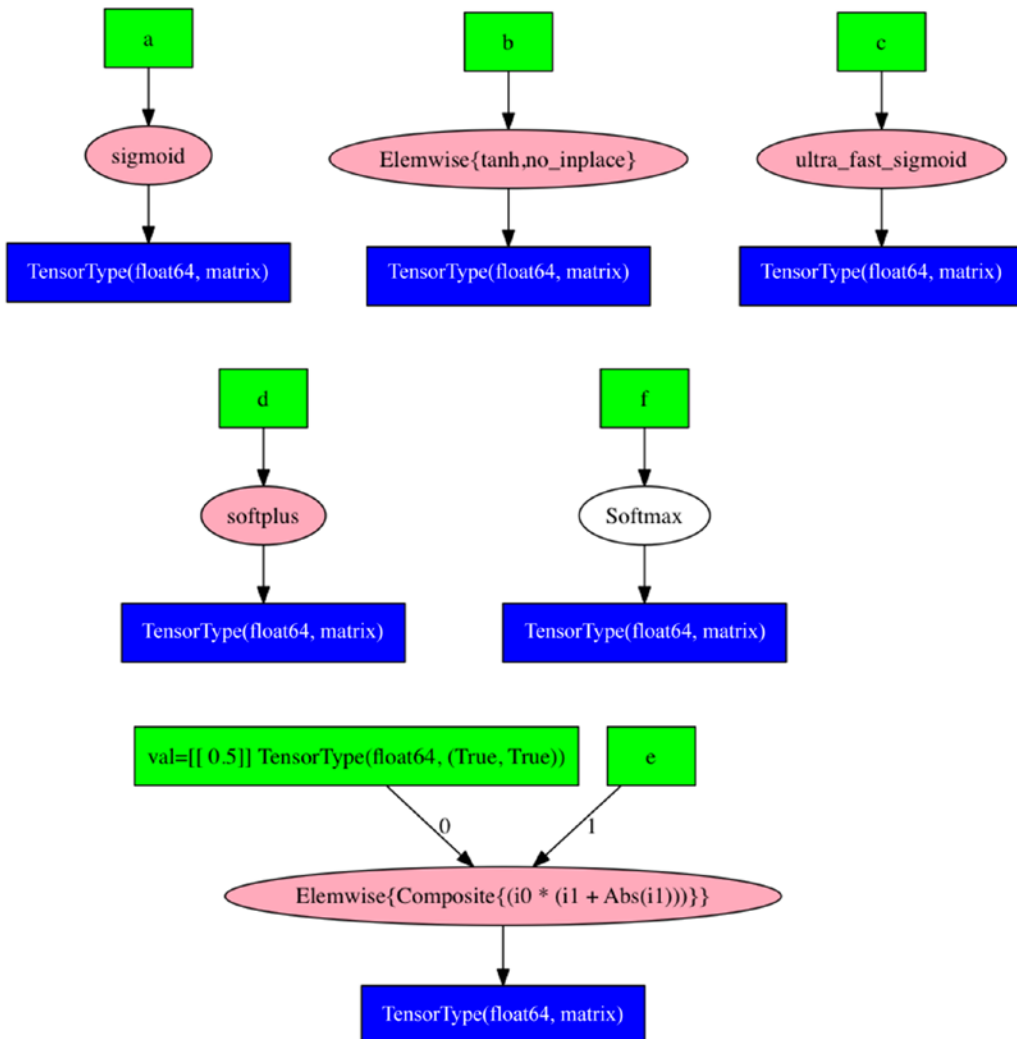 a
b
c
sigmoid
Elemwise{tanh,no_inplace}
ultra_fast_sigmoid
TensorType(float64, matrix)
TensorType(float64, matrix)
TensorType(float64, matrix)
d
f
softplus
Softmax
TensorType(float64, matrix)
TensorType(float64, matrix)
val=[[ 0.5]] TensorType(float64, (True, True))
e
0
1
Elemwise{Composite{(i0 * (i1 + Abs(i1)))}}
TensorType(float64, matrix)